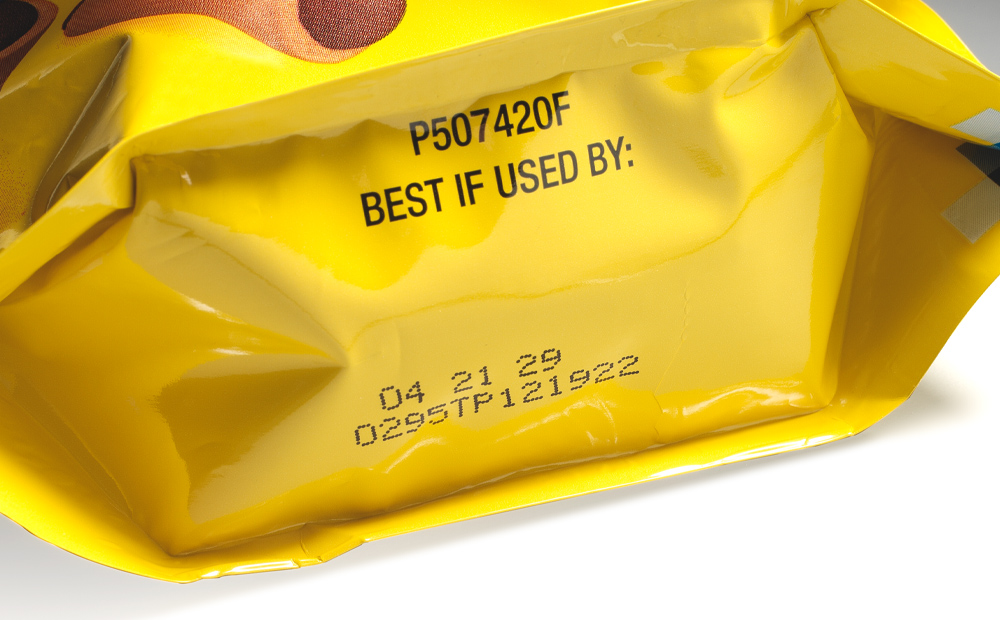 P507420F
BEST IF USED BY:
04 21 29
0295TP121922